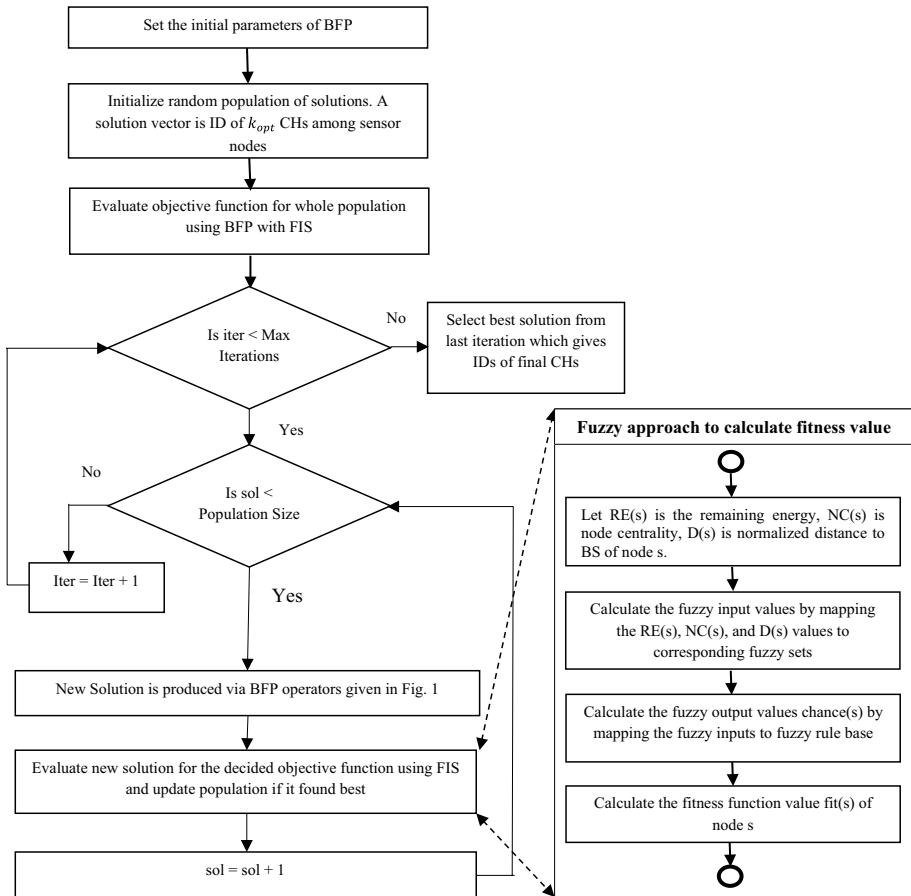 Set the initial parameters of BFP
Initialize random population of solutions. A
solution vector is ID of k_opt CHs among sensor
nodes
Evaluate objective function for whole population
using BFP with FIS
Is iter < Max
Iterations
No
Select best solution from
last iteration which gives
IDs of final CHs
Yes
No
Is sol <
Population Size
Iter = Iter + 1
Yes
New Solution is produced via BFP operators given in Fig. 1
Evaluate new solution for the decided objective function using FIS
and update population if it found best
sol = sol + 1
Fuzzy approach to calculate fitness value
Let RE(s) is the remaining energy, NC(s) is
node centrality, D(s) is normalized distance to
BS of node s.
Calculate the fuzzy input values by mapping
the RE(s), NC(s), and D(s) values to
corresponding fuzzy sets
Calculate the fuzzy output values chance(s) by
mapping the fuzzy inputs to fuzzy rule base
Calculate the fitness function value fit(s) of
node s